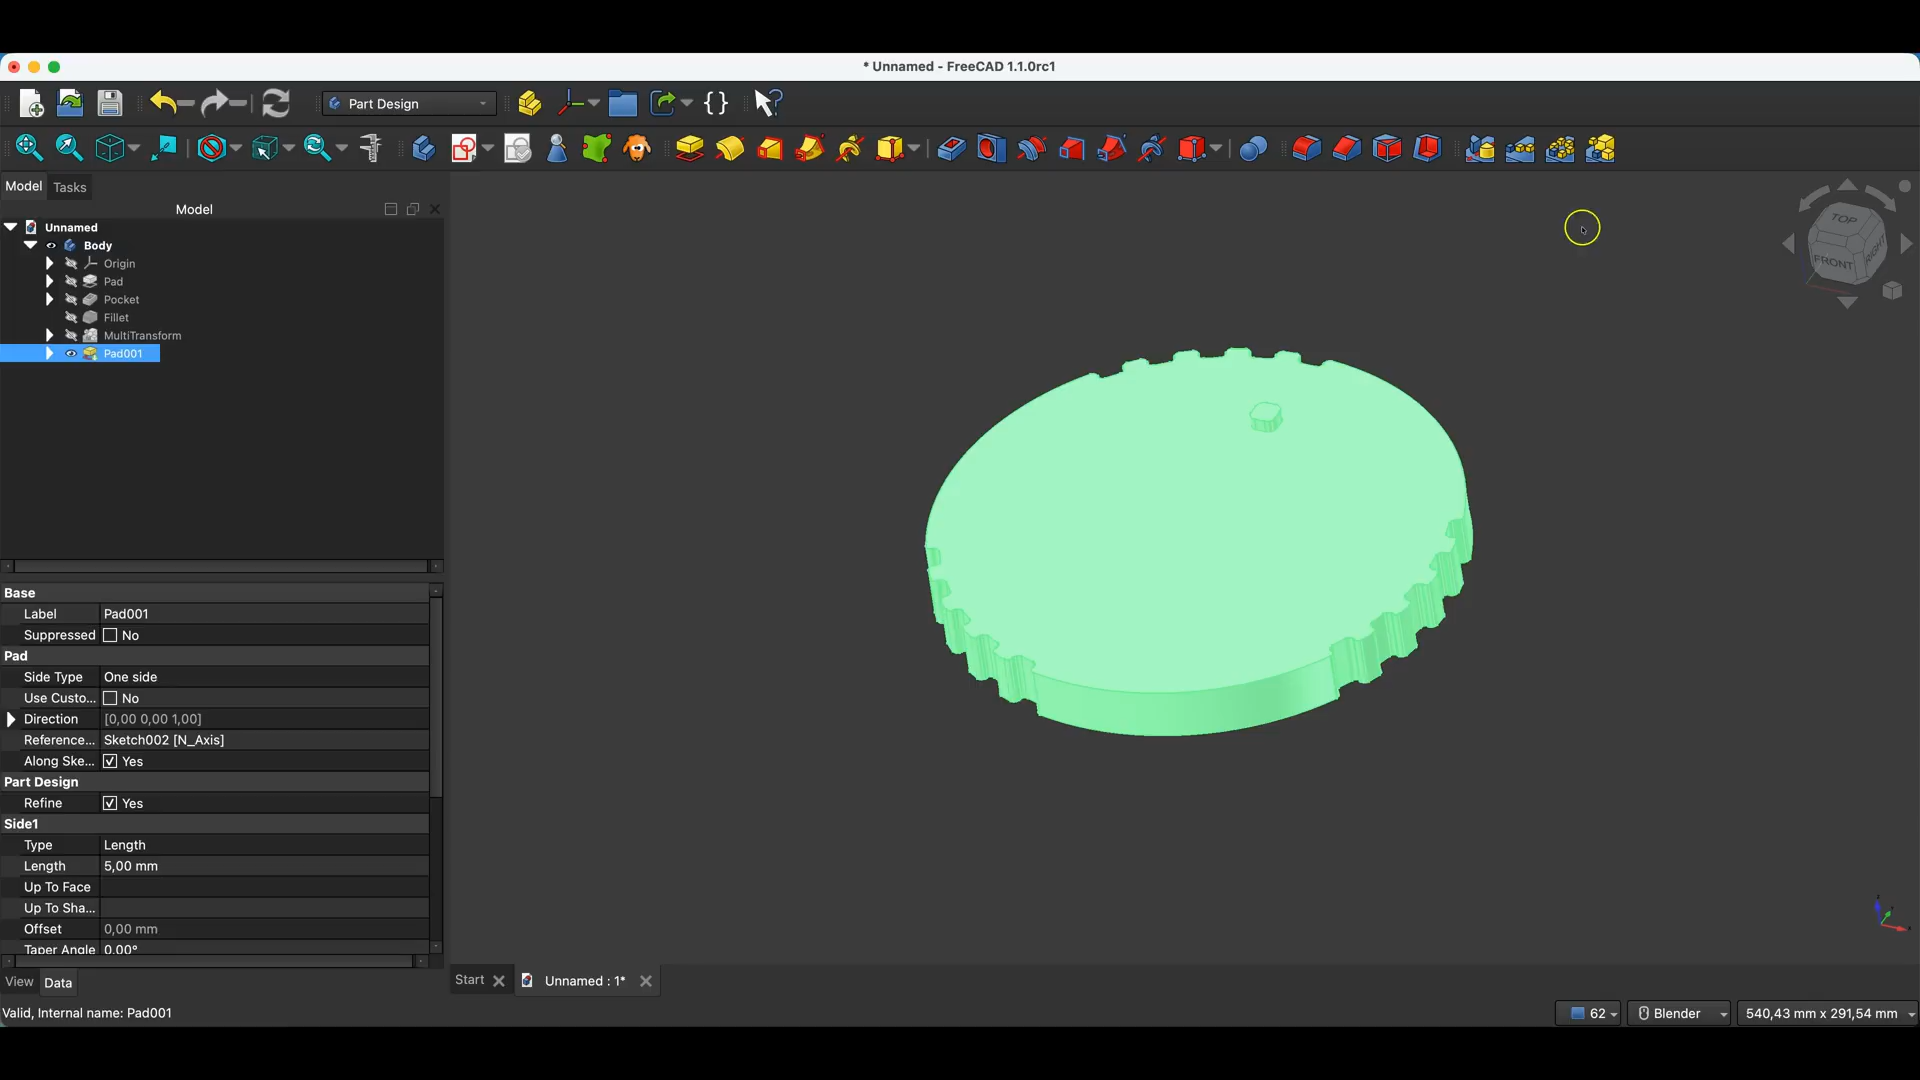 * Unnamed - FreeCAD 1.1.0rc1
Part Design
Model Tasks
Model
Unnamed
Body
Origin
Pad
Pocket
Fillet
MultiTransform
Pad001
TOP
FRONT
RIGHT
Base
Label Pad001
Suppressed No
Pad
Side Type One side
Use Custo... No
Direction [0,00 0,00 1,00]
Reference... Sketch002 [N_Axis]
Along Ske... Yes
Part Design
Refine Yes
Side1
Type Length
Length 5,00 mm
Up To Face
Up To Sha...
Offset 0,00 mm
Taper Angle 0.00°
View Data
Start Unnamed : 1*
Valid, Internal name: Pad001
62 Blender 540,43 mm x 291,54 mm